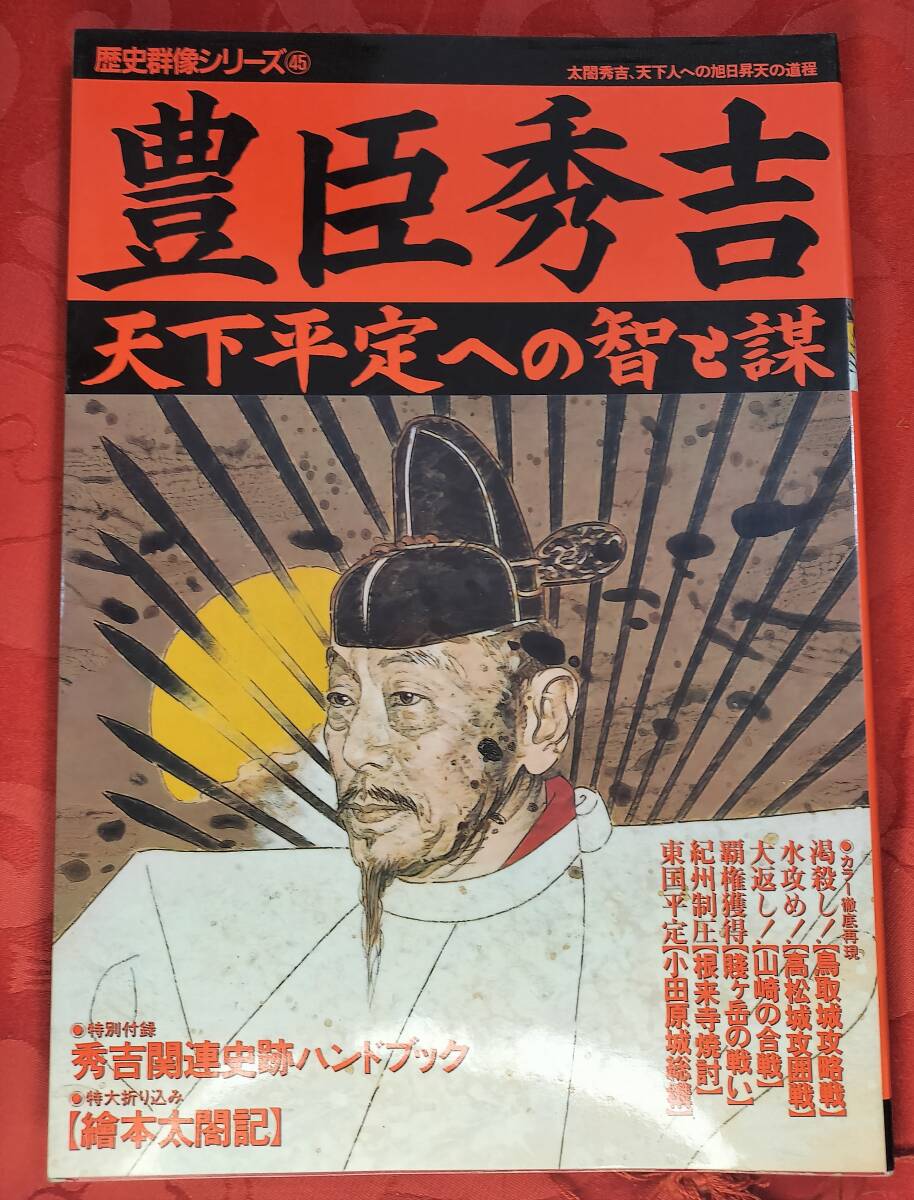 歴史群像シリーズ㊺
太閤秀吉、天下人への旭日昇天の道程
豊臣秀吉
天下平定への智と謀
●カラー徹底再現
渇殺し!【鳥取城攻略戦】
水攻め!【高松城攻囲戦】
大返し!【山崎の合戦】
覇権獲得【賤ヶ岳の戦い】
紀州制圧【根来寺焼討】
東国平定【小田原城総攬】
●特別付録
秀吉関連史跡ハンドブック
●特大折り込み
【繪本太閤記】